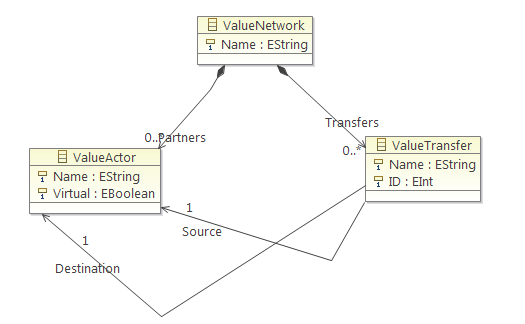 ValueNetwork
Name : EString
0..*
Partners
Transfers
0..*
ValueActor
Name : EString
Virtual : EBoolean
ValueTransfer
Name : EString
ID : EInt
1
Source
1
Destination